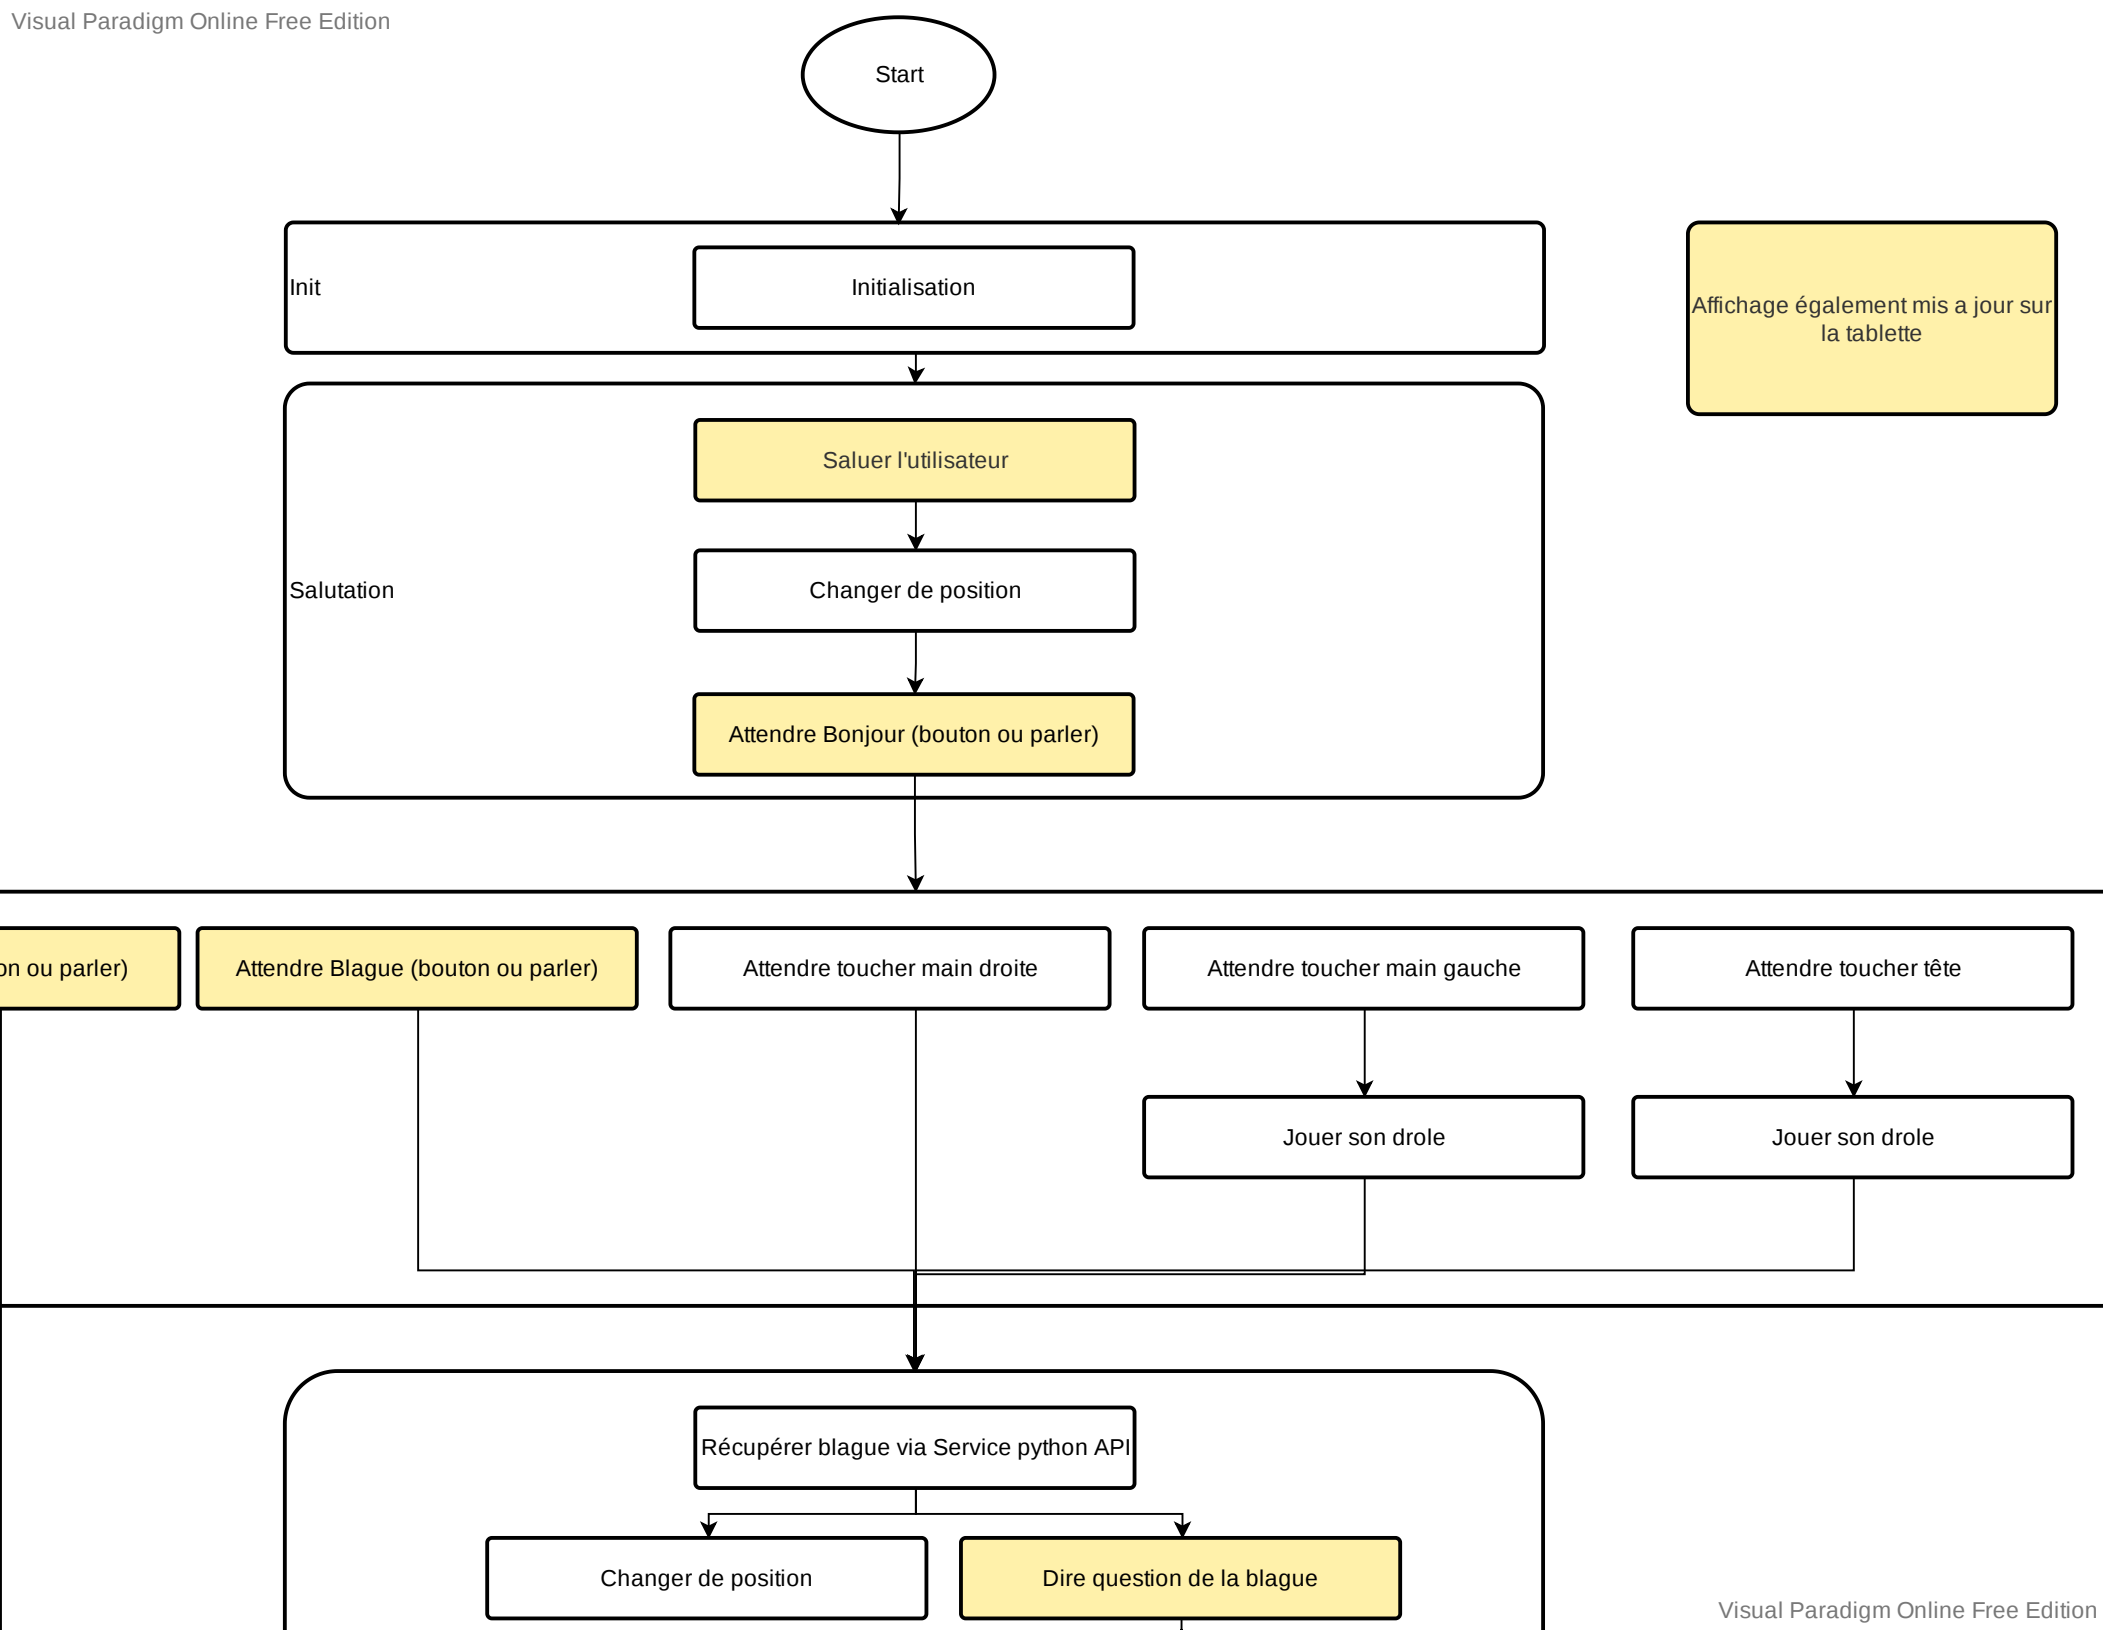 Visual Paradigm Online Free Edition
Start
Init
Initialisation
Affichage également mis a jour sur
la tablette
Saluer l'utilisateur
Changer de position
Salutation
Attendre Bonjour (bouton ou parler)
ou parler)
Attendre Blague (bouton ou parler)
Attendre toucher main droite
Attendre toucher main gauche
Attendre toucher tête
Jouer son drole
Jouer son drole
Récupérer blague via Service python API
Changer de position
Dire question de la blague
Visual Paradigm Online Free Edition